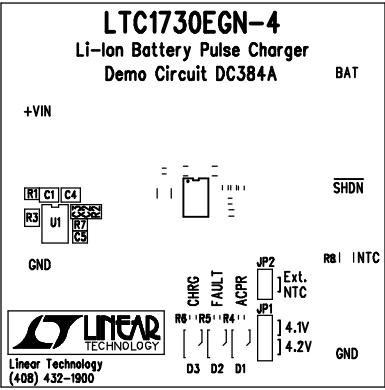 LTC1730EGN-4
Li-Ion Battery Pulse Charger
Demo Circuit DC384A
BAT
+VIN
SHDN
R1 C1 C4
R3 U1
R7
C5
GND
R8 NTC
JP2
Ext.
NTC
CHRG FAULT ACPR
R6 R5 R4
JP1
4.1V
4.2V
D3 D2 D1
GND
LINEAR
TECHNOLOGY
Linear Technology
(408) 432-1900